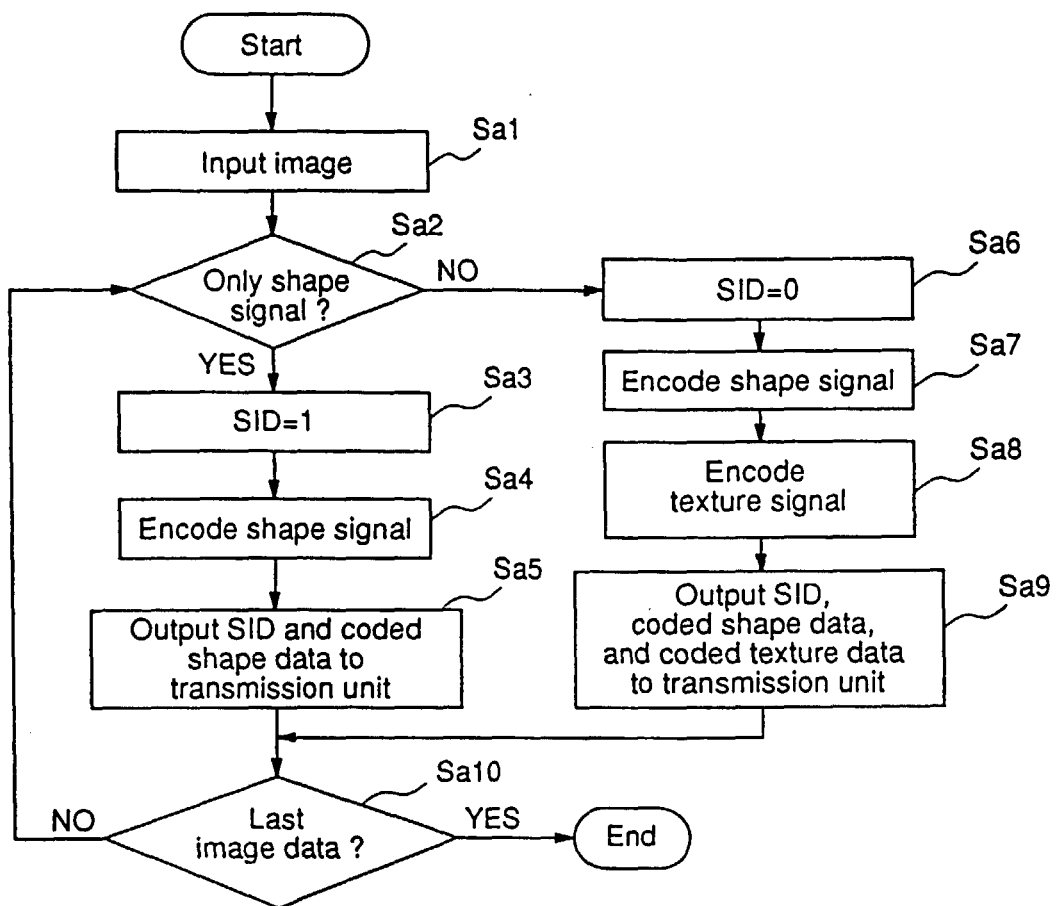 Start
Sa1
Input image
Sa2
Only shape
signal ?
NO
YES
Sa3
SID=1
Sa4
Encode shape signal
Sa5
Output SID and coded
shape data to
transmission unit
Sa6
SID=0
Sa7
Encode shape signal
Sa8
Encode
texture signal
Sa9
Output SID,
coded shape data,
and coded texture data
to transmission unit
Sa10
Last
image data ?
NO
YES
End